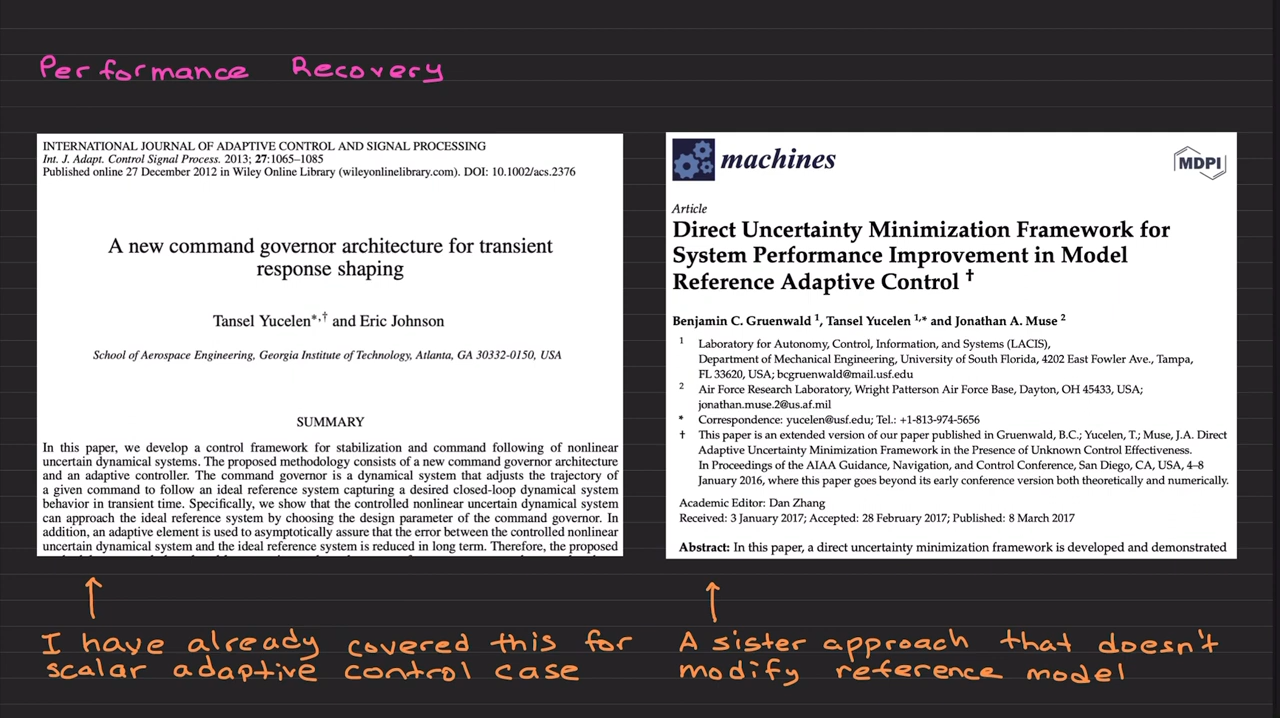 Performance Recovery
INTERNATIONAL JOURNAL OF ADAPTIVE CONTROL AND SIGNAL PROCESSING
Int. J. Adapt. Control Signal Process. 2013; 27:1065–1085
Published online 27 December 2012 in Wiley Online Library (wileyonlinelibrary.com). DOI: 10.1002/acs.2376
A new command governor architecture for transient
response shaping
Tansel Yucelen*,† and Eric Johnson
School of Aerospace Engineering, Georgia Institute of Technology, Atlanta, GA 30332-0150, USA
SUMMARY
In this paper, we develop a control framework for stabilization and command following of nonlinear
uncertain dynamical systems. The proposed methodology consists of a new command governor architecture
and an adaptive controller. The command governor is a dynamical system that adjusts the trajectory of
a given command to follow an ideal reference system capturing a desired closed-loop dynamical system
behavior in transient time. Specifically, we show that the controlled nonlinear uncertain dynamical system
can approach the ideal reference system by choosing the design parameter of the command governor. In
addition, an adaptive element is used to asymptotically assure that the error between the controlled nonlinear
uncertain dynamical system and the ideal reference system is reduced in long term. Therefore, the proposed
I have already covered this for
scalar adaptive control case
machines
MDPI
Article
Direct Uncertainty Minimization Framework for
System Performance Improvement in Model
Reference Adaptive Control †
Benjamin C. Gruenwald 1, Tansel Yucelen 1,* and Jonathan A. Muse 2
1 Laboratory for Autonomy, Control, Information, and Systems (LACIS),
Department of Mechanical Engineering, University of South Florida, 4202 East Fowler Ave., Tampa,
FL 33620, USA; bcgruenwald@mail.usf.edu
2 Air Force Research Laboratory, Wright Patterson Air Force Base, Dayton, OH 45433, USA;
jonathan.muse.2@us.af.mil
* Correspondence: yucelen@usf.edu; Tel.: +1-813-974-5656
† This paper is an extended version of our paper published in Gruenwald, B.C.; Yucelen, T.; Muse, J.A. Direct
Adaptive Uncertainty Minimization Framework in the Presence of Unknown Control Effectiveness.
In Proceedings of the AIAA Guidance, Navigation, and Control Conference, San Diego, CA, USA, 4–8
January 2016, where this paper goes beyond its early conference version both theoretically and numerically.
Academic Editor: Dan Zhang
Received: 3 January 2017; Accepted: 28 February 2017; Published: 8 March 2017
Abstract: In this paper, a direct uncertainty minimization framework is developed and demonstrated
A sister approach that doesn't
modify reference model